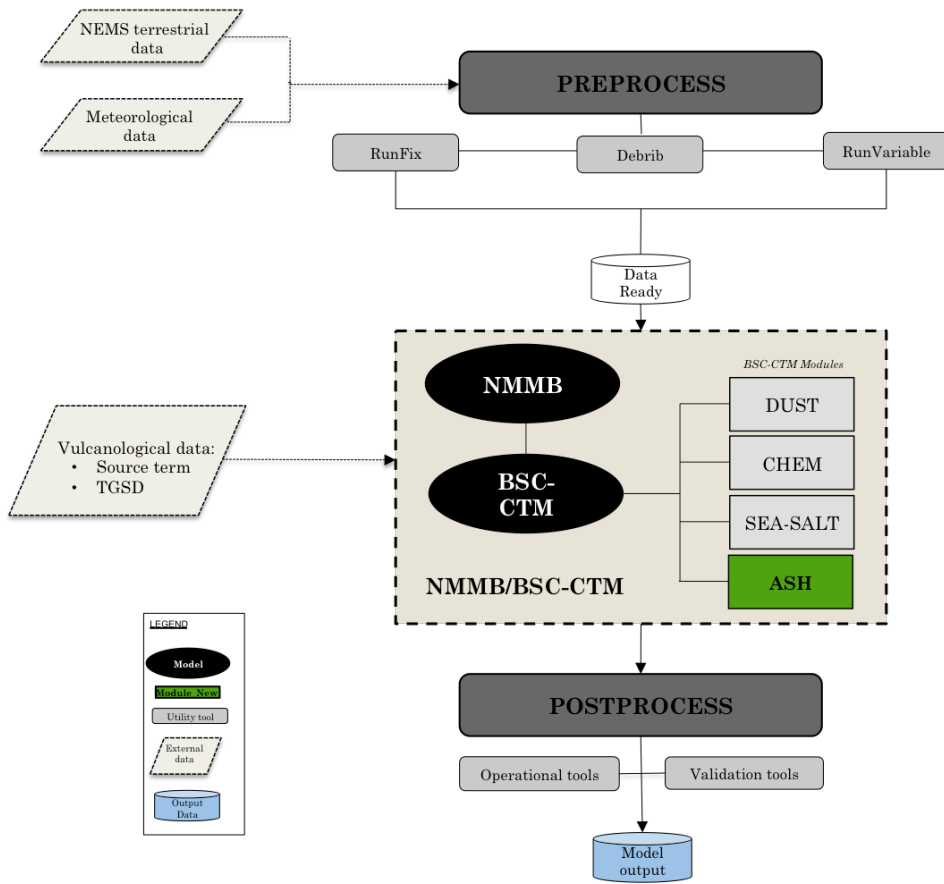 NEMS terrestrial
data
PREPROCESS
Meteorological
data
RunFix
Debrib
RunVariable
Data
Ready
NMMB
BSC-CTM Modules
DUST
CHEM
Vulcanological data:
• Source term
• TGSD
BSC-
CTM
SEA-SALT
ASH
NMMB/BSC-CTM
LEGEND
Model
Module_New
Utility tool
External
data
Output
Data
POSTPROCESS
Operational tools
Validation tools
Model
output